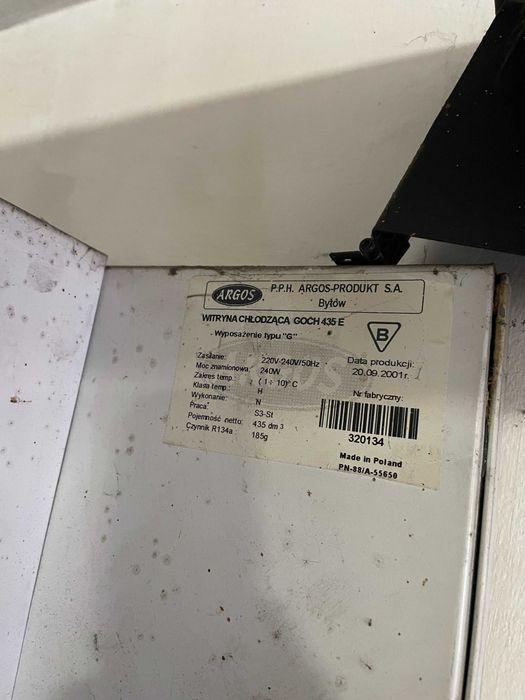 ARGOS
P.P.H. ARGOS-PRODUKT S.A.
Bytów
WITRYNA CHŁODZĄCA GOCH 435 E
Wyposażenie typu "G"
B
Zasilanie: 220V-240V/50Hz
Moc znamionowa: 240W
Zakres temp.: ( 1 ÷ 10)° C
Klasa temp.: H
Wykonanie: N
Praca: S3-St
Pojemność netto: 435 dm 3
Czynnik R134a : 185g
Data produkcji:
20.09.2001r.
Nr fabryczny:
320134
Made in Poland
PN-88/A-55650
ARGOS